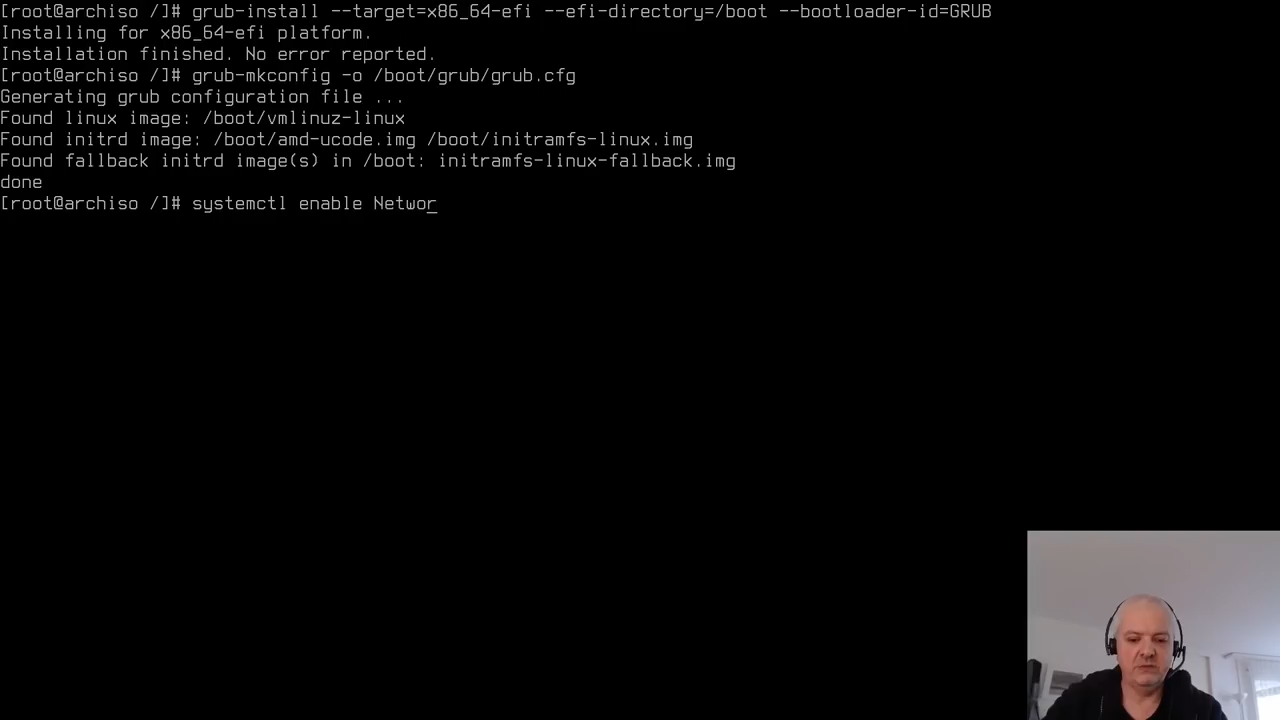 [root@archiso /]# grub-install --target=x86_64-efi --efi-directory=/boot --bootloader-id=GRUB
Installing for x86_64-efi platform.
Installation finished. No error reported.
[root@archiso /]# grub-mkconfig -o /boot/grub/grub.cfg
Generating grub configuration file ...
Found linux image: /boot/vmlinuz-linux
Found initrd image: /boot/amd-ucode.img /boot/initramfs-linux.img
Found fallback initrd image(s) in /boot: initramfs-linux-fallback.img
done
[root@archiso /]# systemctl enable Networ